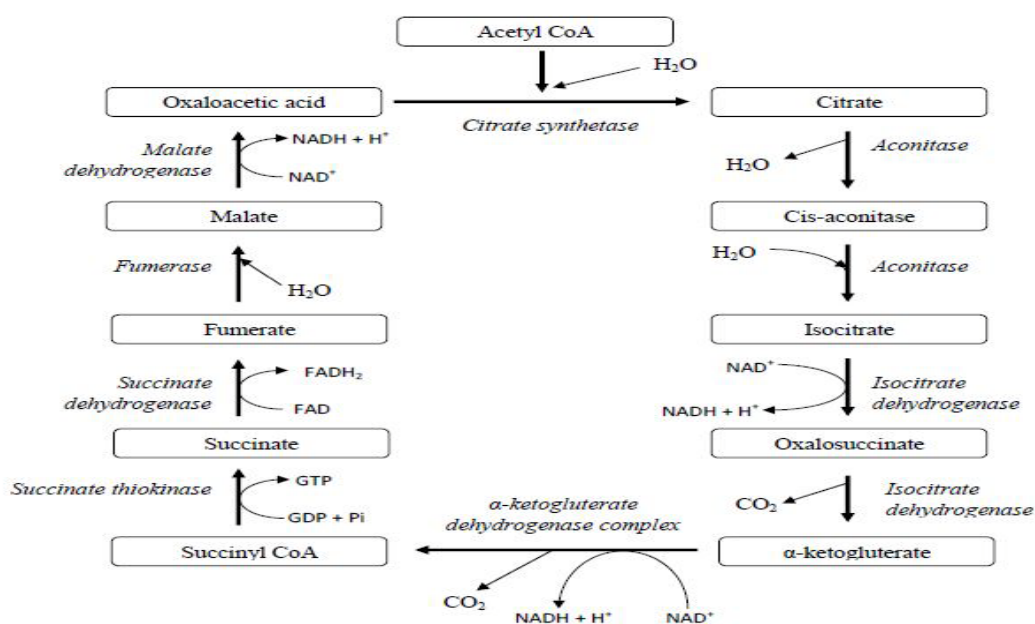 Acetyl CoA
H₂O
Oxaloacetic acid
Citrate
Citrate synthetase
Malate
dehydrogenase
NADH + H⁺
NAD⁺
H₂O
Aconitase
Malate
Cis-aconitase
Fumerase
H₂O
H₂O
Aconitase
Fumerate
Isocitrate
Succinate
dehydrogenase
FADH₂
FAD
NAD⁺
NADH + H⁺
Isocitrate
dehydrogenase
Succinate
Oxalosuccinate
Succinate thiokinase
GTP
GDP + Pi
α-ketogluterate
dehydrogenase complex
CO₂
Isocitrate
dehydrogenase
Succinyl CoA
α-ketogluterate
CO₂
NADH + H⁺
NAD⁺